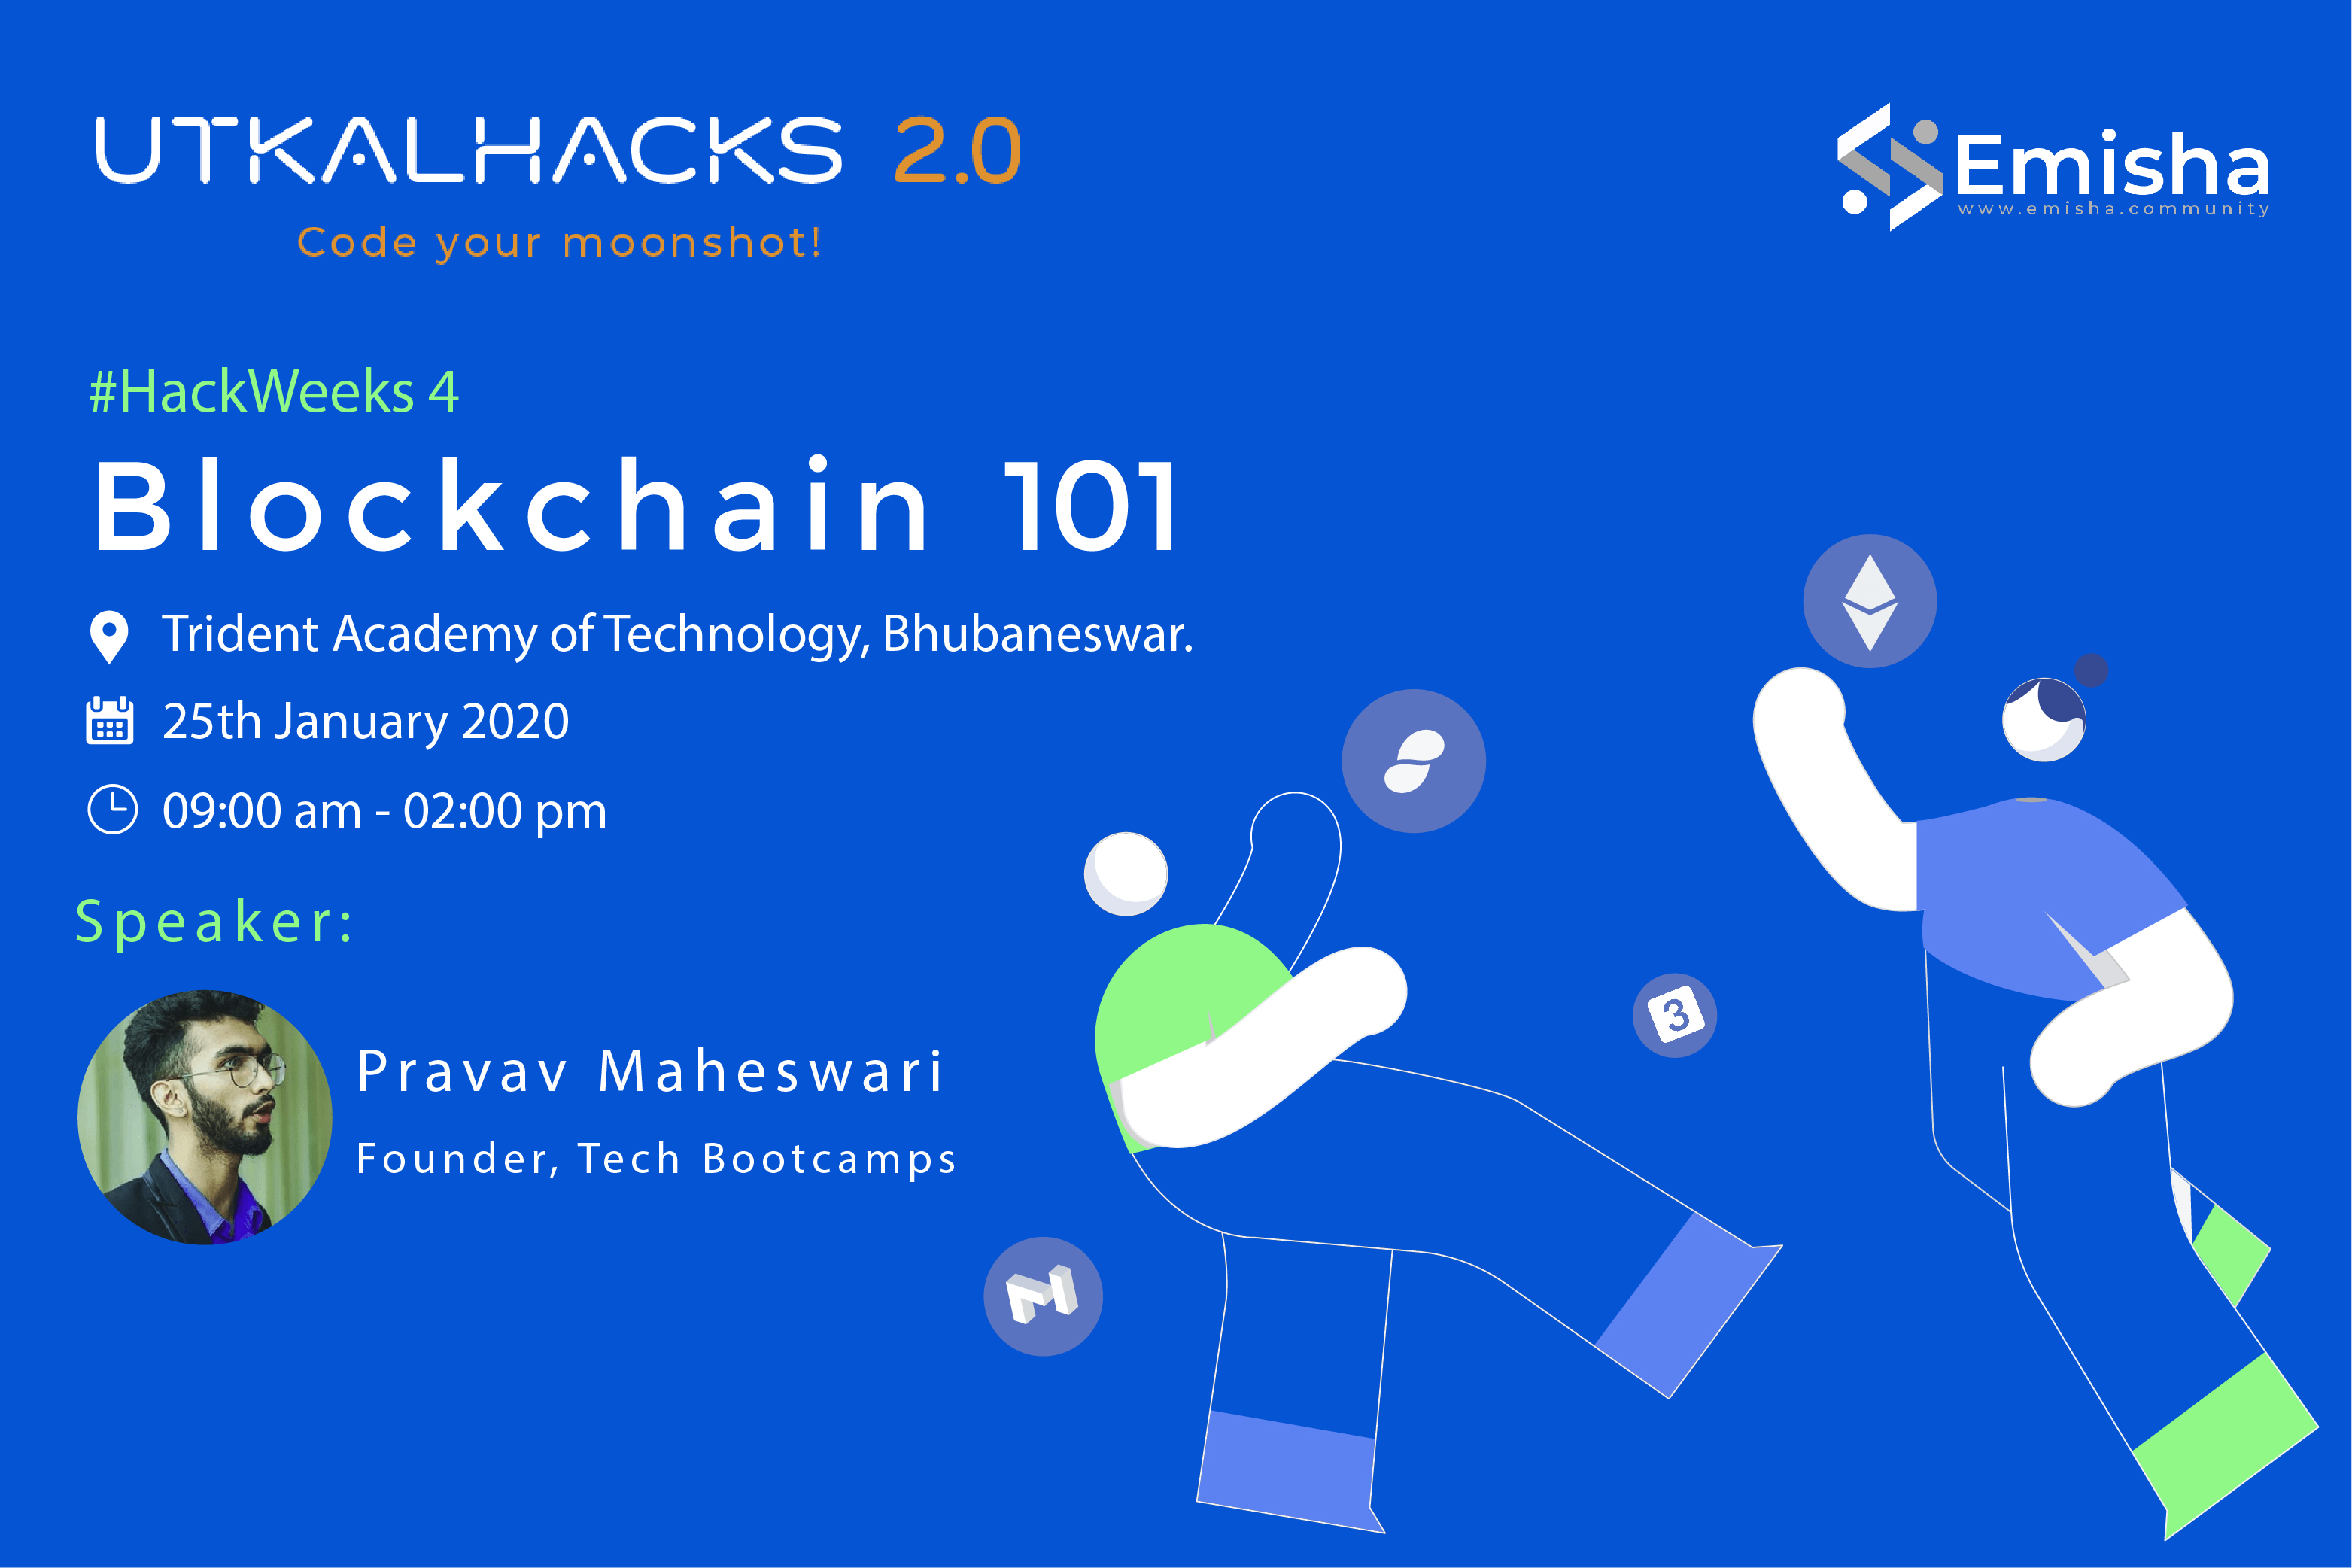 UTKALHACKS 2.0
Code your moonshot!
Emisha
www.emisha.community
#HackWeeks 4
Blockchain 101
Trident Academy of Technology, Bhubaneswar.
25th January 2020
09:00 am - 02:00 pm
Speaker:
Pravav Maheswari
Founder, Tech Bootcamps
3